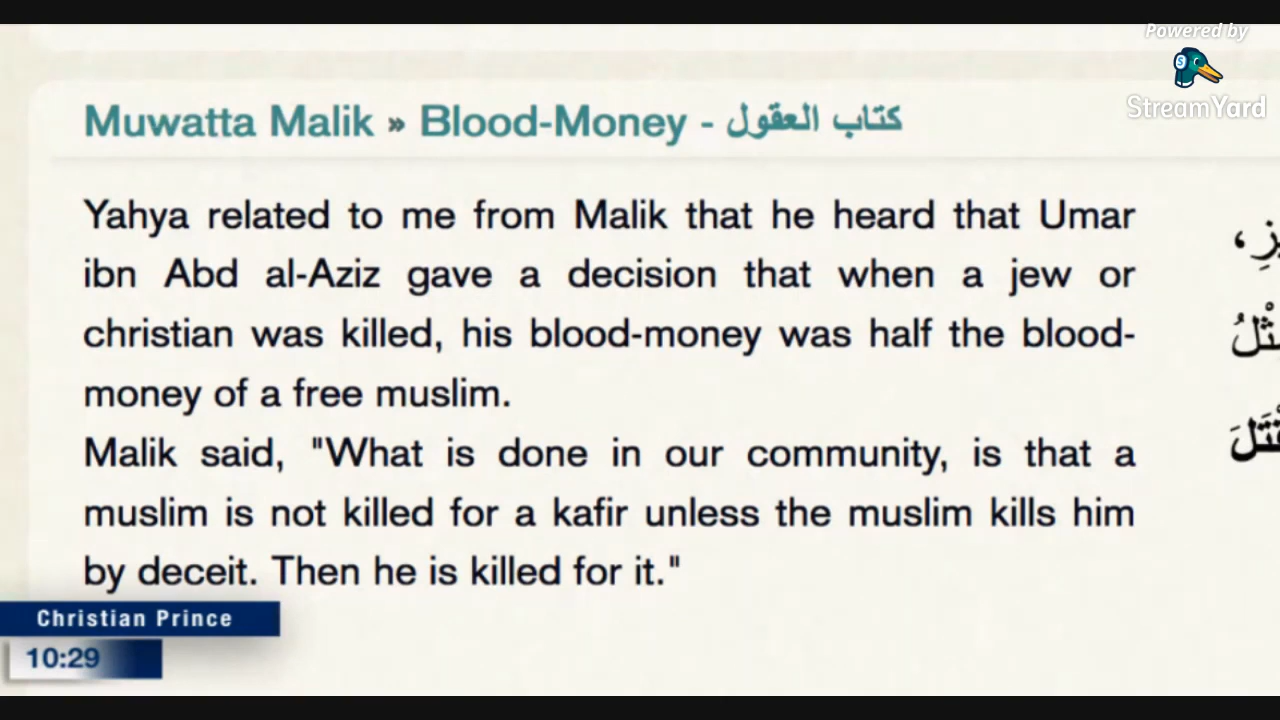 Powered by
StreamYard
Muwatta Malik » Blood-Money - كتاب العقول
Yahya related to me from Malik that he heard that Umar
ibn Abd al-Aziz gave a decision that when a jew or
christian was killed, his blood-money was half the blood-
money of a free muslim.
Malik said, "What is done in our community, is that a
muslim is not killed for a kafir unless the muslim kills him
by deceit. Then he is killed for it."
Christian Prince
10:29